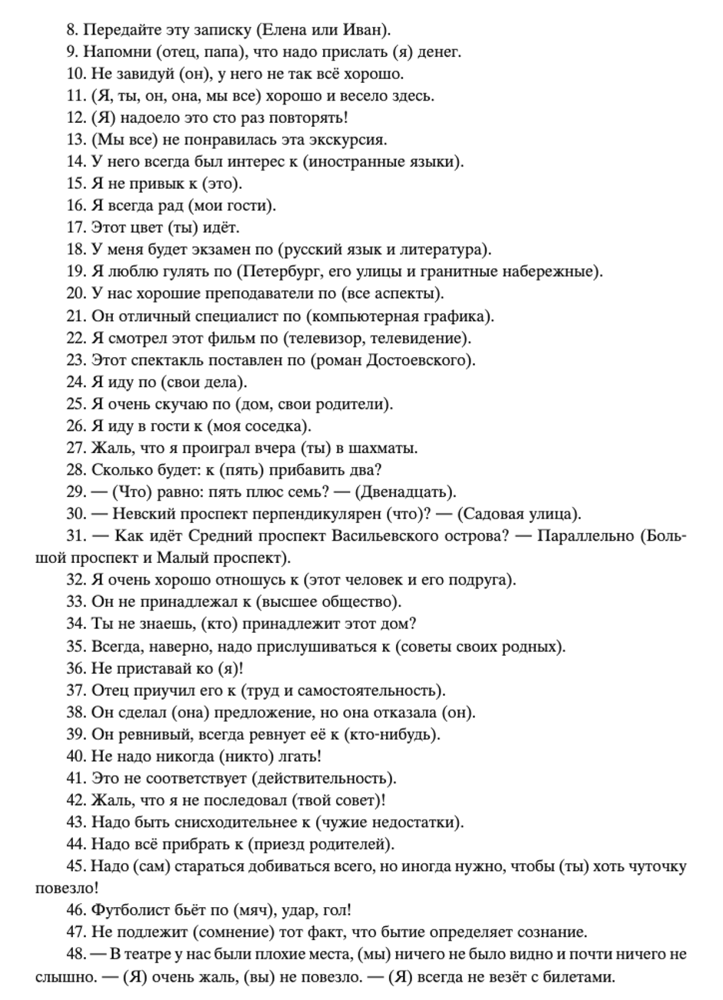 8. Передайте эту записку (Елена или Иван).
9. Напомни (отец, папа), что надо прислать (я) денег.
10. Не завидуй (он), у него не так всё хорошо.
11. (Я, ты, он, она, мы все) хорошо и весело здесь.
12. (Я) надоело это сто раз повторять!
13. (Мы все) не понравилась эта экскурсия.
14. У него всегда был интерес к (иностранные языки).
15. Я не привык к (это).
16. Я всегда рад (мои гости).
17. Этот цвет (ты) идёт.
18. У меня будет экзамен по (русский язык и литература).
19. Я люблю гулять по (Петербург, его улицы и гранитные набережные).
20. У нас хорошие преподаватели по (все аспекты).
21. Он отличный специалист по (компьютерная графика).
22. Я смотрел этот фильм по (телевизор, телевидение).
23. Этот спектакль поставлен по (роман Достоевского).
24. Я иду по (свои дела).
25. Я очень скучаю по (дом, свои родители).
26. Я иду в гости к (моя соседка).
27. Жаль, что я проиграл вчера (ты) в шахматы.
28. Сколько будет: к (пять) прибавить два?
29. — (Что) равно: пять плюс семь? — (Двенадцать).
30. — Невский проспект перпендикулярен (что)? — (Садовая улица).
31. — Как идёт Средний проспект Васильевского острова? — Параллельно (Боль-
шой проспект и Малый проспект).
32. Я очень хорошо отношусь к (этот человек и его подруга).
33. Он не принадлежал к (высшее общество).
34. Ты не знаешь, (кто) принадлежит этот дом?
35. Всегда, наверно, надо прислушиваться к (советы своих родных).
36. Не приставай ко (я)!
37. Отец приучил его к (труд и самостоятельность).
38. Он сделал (она) предложение, но она отказала (он).
39. Он ревнивый, всегда ревнует её к (кто-нибудь).
40. Не надо никогда (никто) лгать!
41. Это не соответствует (действительность).
42. Жаль, что я не последовал (твой совет)!
43. Надо быть снисходительнее к (чужие недостатки).
44. Надо всё прибрать к (приезд родителей).
45. Надо (сам) стараться добиваться всего, но иногда нужно, чтобы (ты) хоть чуточку
повезло!
46. Футболист бьёт по (мяч), удар, гол!
47. Не подлежит (сомнение) тот факт, что бытие определяет сознание.
48. — В театре у нас были плохие места, (мы) ничего не было видно и почти ничего не
слышно. — (Я) очень жаль, (вы) не повезло. — (Я) всегда не везёт с билетами.